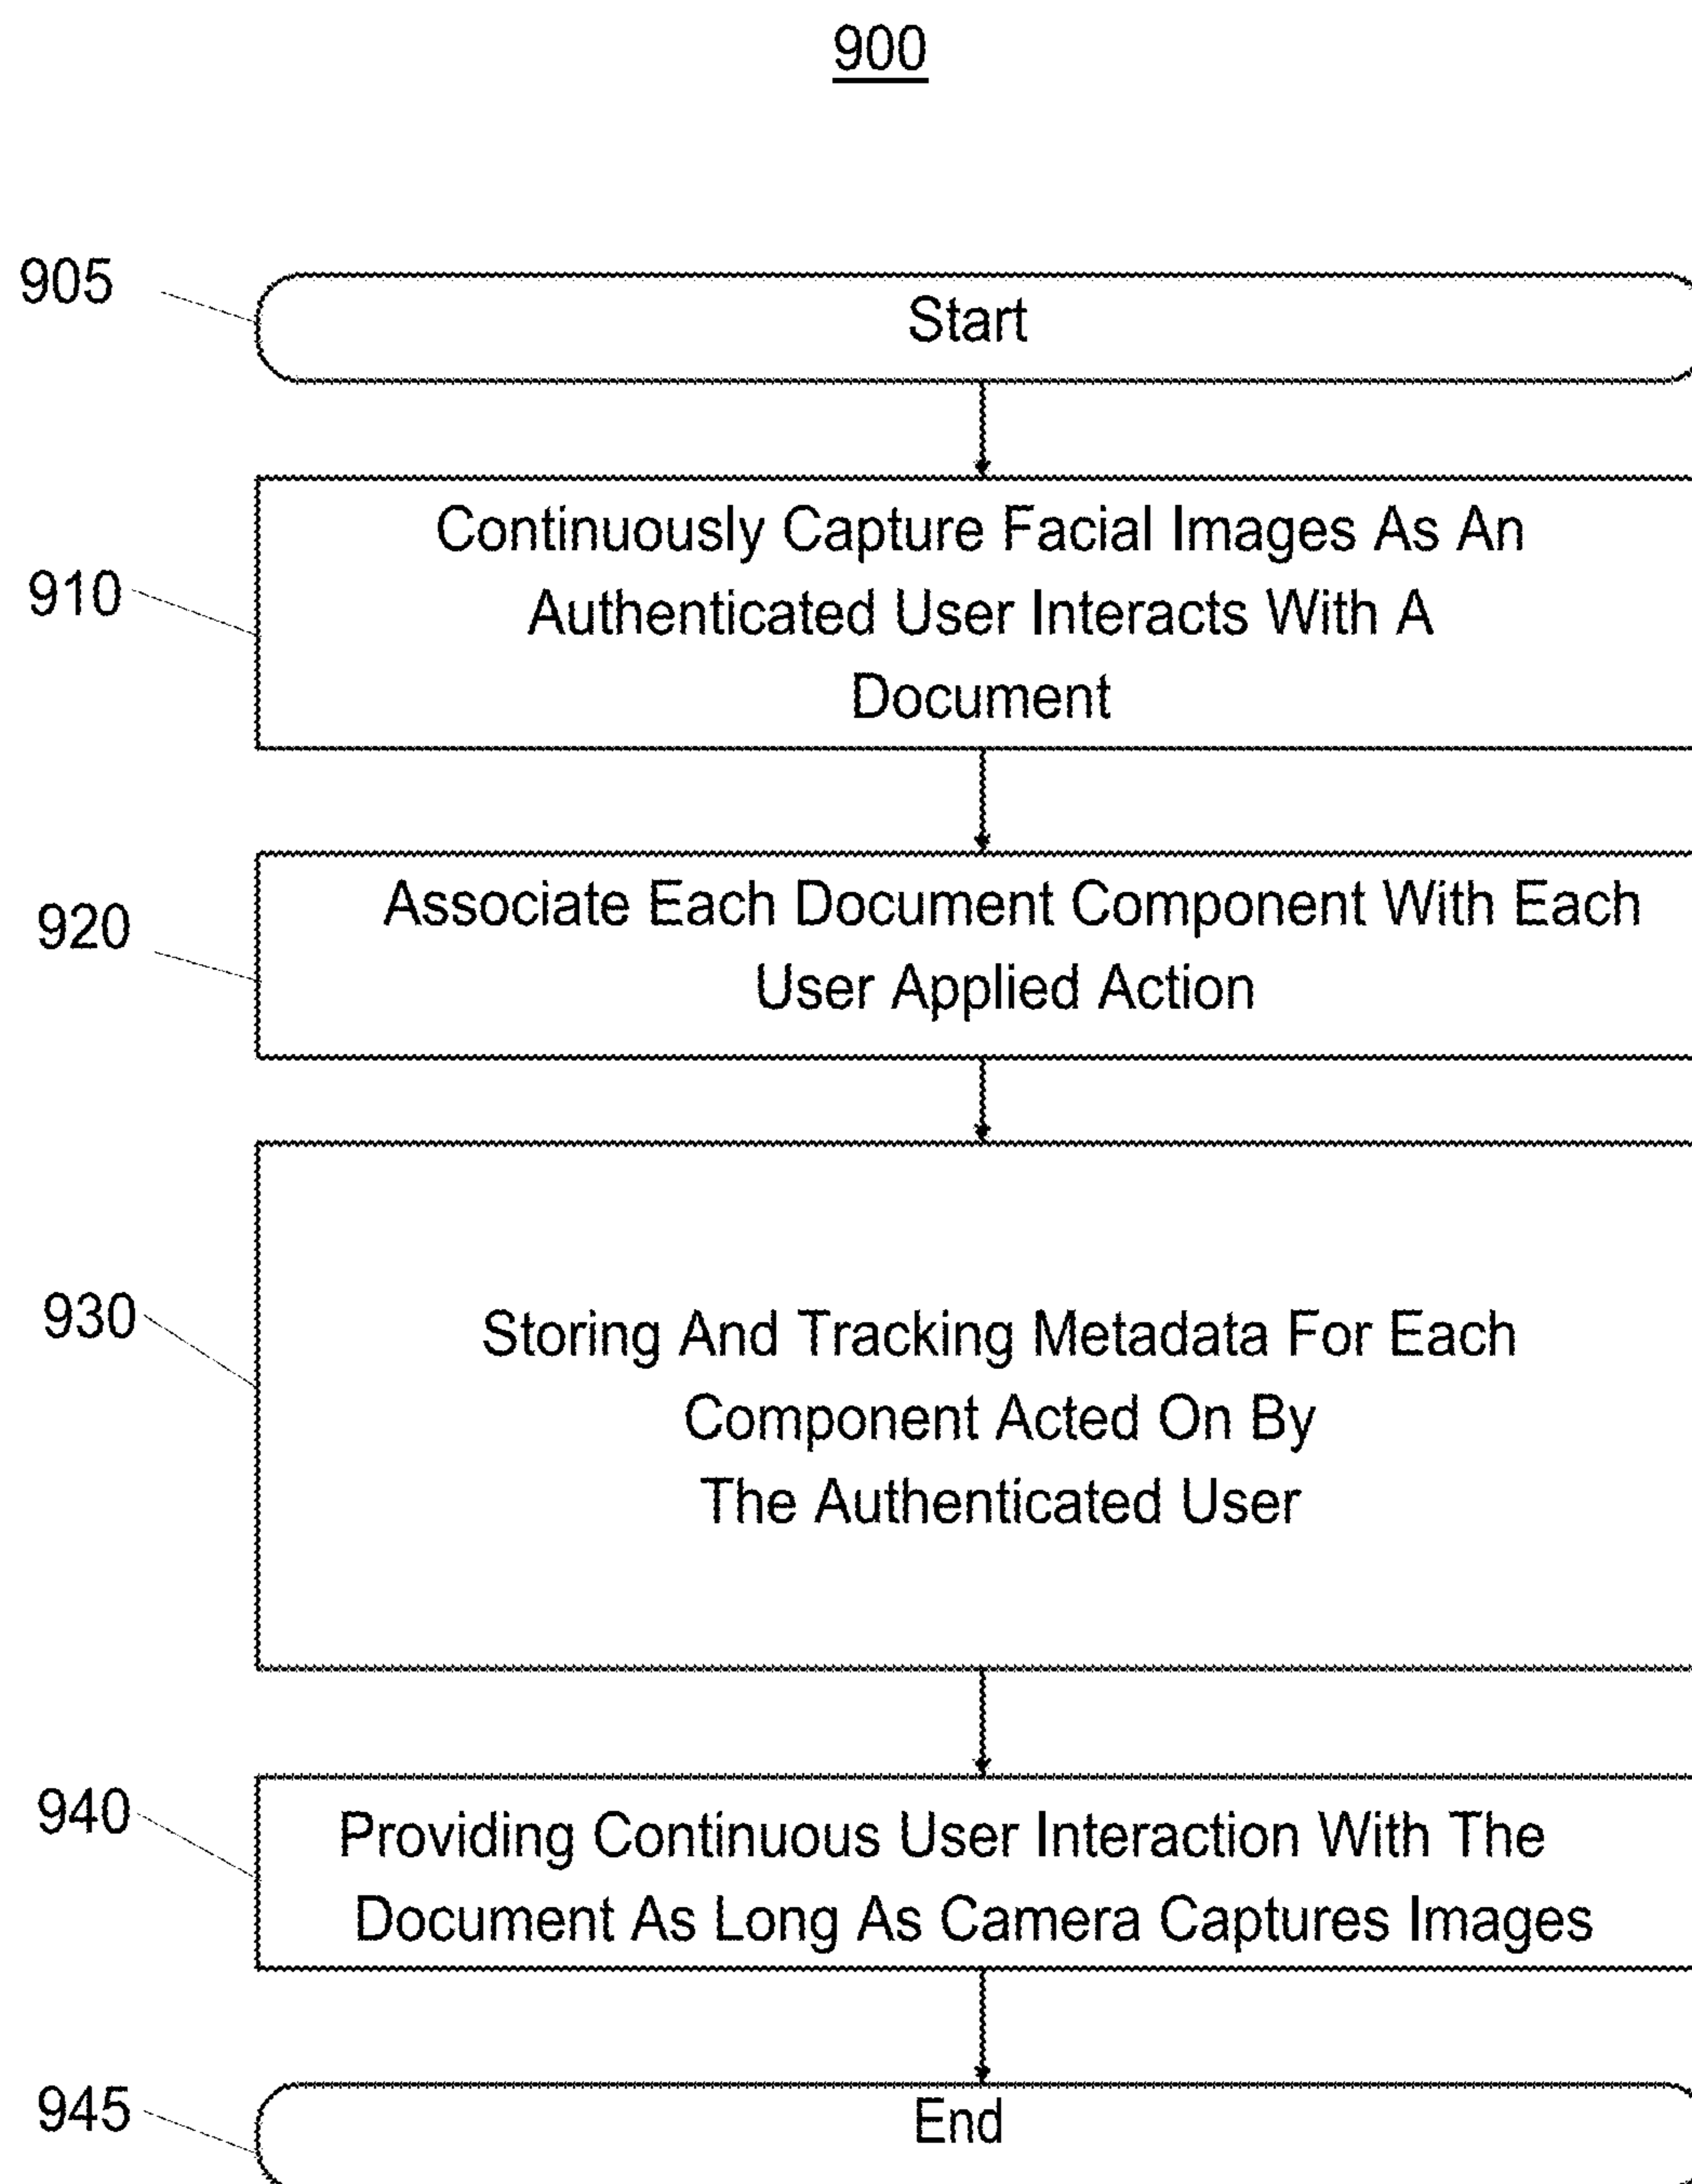 900
905
Start
910
Continuously Capture Facial Images As An
Authenticated User Interacts With A
Document
920
Associate Each Document Component With Each
User Applied Action
930
Storing And Tracking Metadata For Each
Component Acted On By
The Authenticated User
940
Providing Continuous User Interaction With The
Document As Long As Camera Captures Images
945
End